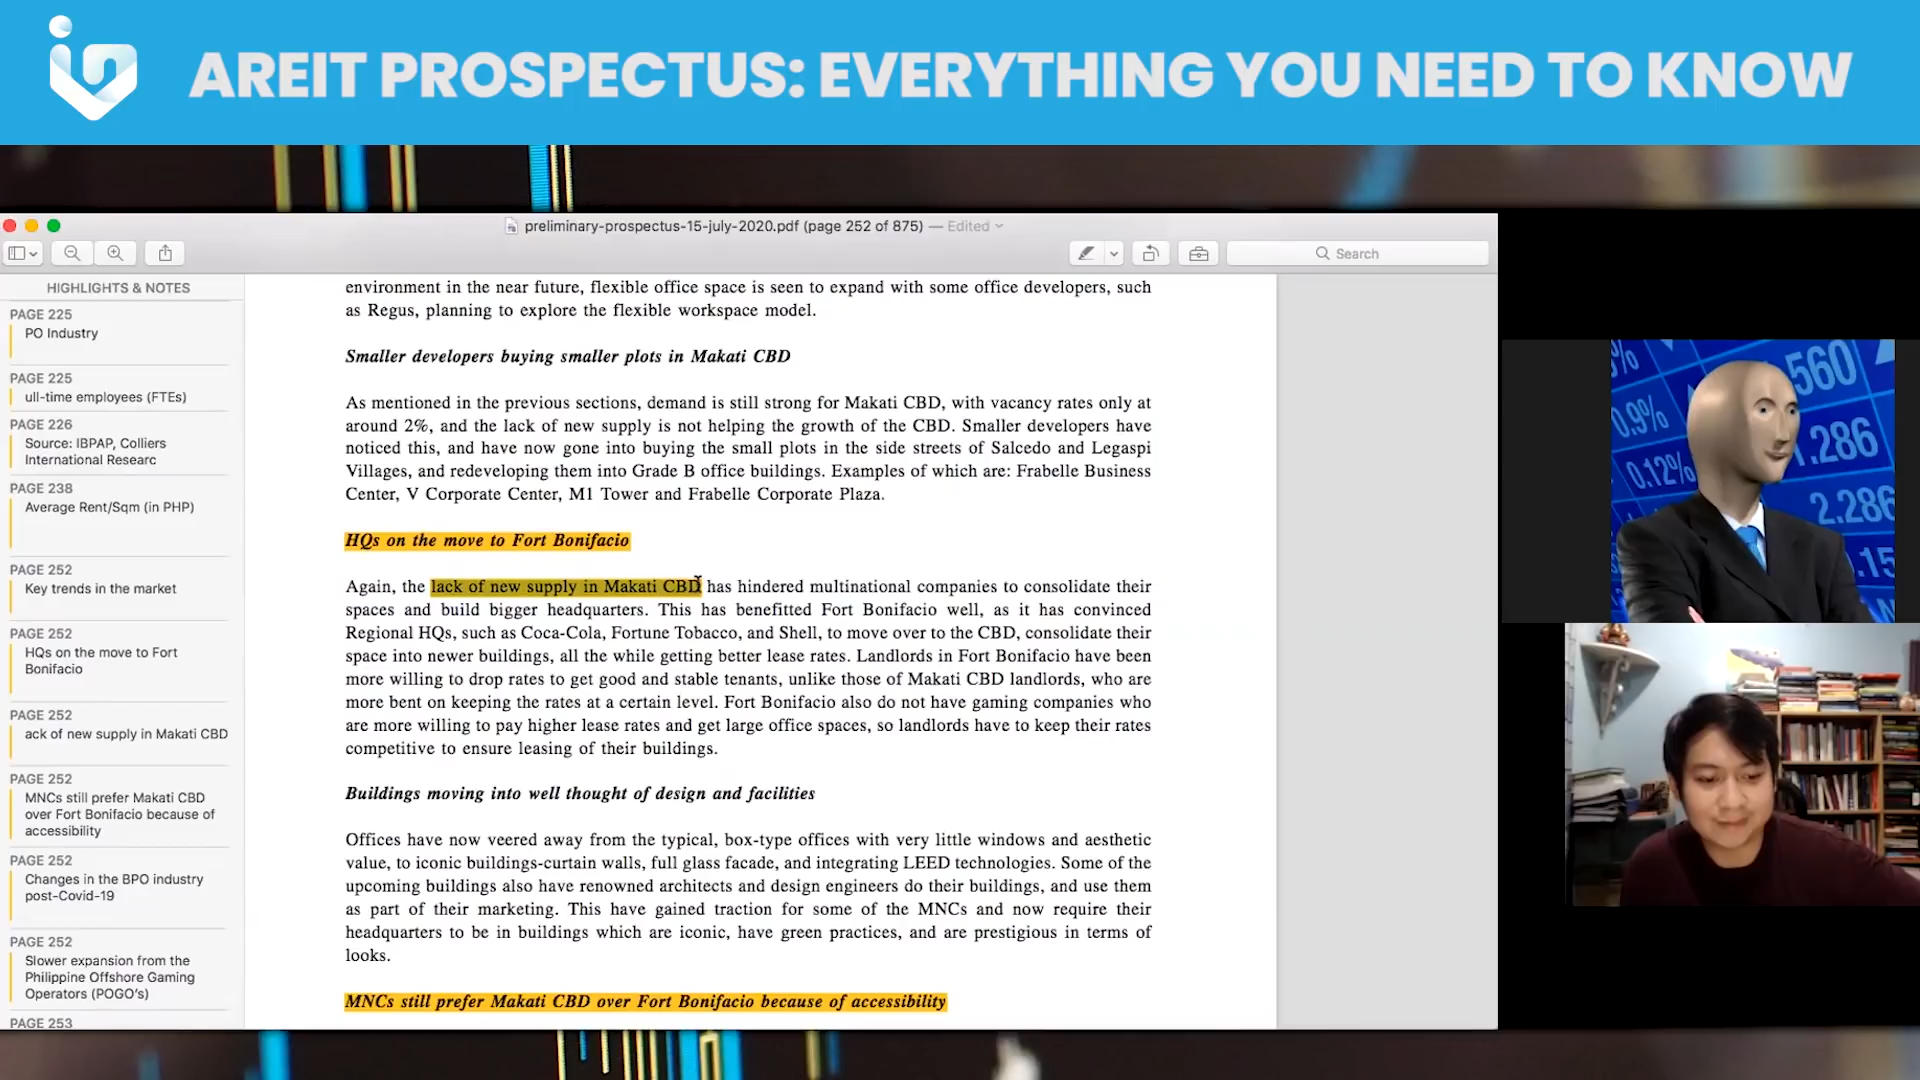 AREIT PROSPECTUS: EVERYTHING YOU NEED TO KNOW
preliminary-prospectus-15-july-2020.pdf (page 252 of 875) — Edited
Search
HIGHLIGHTS & NOTES
PAGE 225
PO Industry
PAGE 225
ull-time employees (FTEs)
PAGE 226
Source: IBPAP, Colliers
International Researc
PAGE 238
Average Rent/Sqm (in PHP)
PAGE 252
Key trends in the market
PAGE 252
HQs on the move to Fort
Bonifacio
PAGE 252
ack of new supply in Makati CBD
PAGE 252
MNCs still prefer Makati CBD
over Fort Bonifacio because of
accessibility
PAGE 252
Changes in the BPO industry
post-Covid-19
PAGE 252
Slower expansion from the
Philippine Offshore Gaming
Operators (POGO's)
PAGE 253
environment in the near future, flexible office space is seen to expand with some office developers, such
as Regus, planning to explore the flexible workspace model.
Smaller developers buying smaller plots in Makati CBD
As mentioned in the previous sections, demand is still strong for Makati CBD, with vacancy rates only at
around 2%, and the lack of new supply is not helping the growth of the CBD. Smaller developers have
noticed this, and have now gone into buying the small plots in the side streets of Salcedo and Legaspi
Villages, and redeveloping them into Grade B office buildings. Examples of which are: Frabelle Business
Center, V Corporate Center, M1 Tower and Frabelle Corporate Plaza.
HQs on the move to Fort Bonifacio
Again, the lack of new supply in Makati CBD has hindered multinational companies to consolidate their
spaces and build bigger headquarters. This has benefitted Fort Bonifacio well, as it has convinced
Regional HQs, such as Coca-Cola, Fortune Tobacco, and Shell, to move over to the CBD, consolidate their
space into newer buildings, all the while getting better lease rates. Landlords in Fort Bonifacio have been
more willing to drop rates to get good and stable tenants, unlike those of Makati CBD landlords, who are
more bent on keeping the rates at a certain level. Fort Bonifacio also do not have gaming companies who
are more willing to pay higher lease rates and get large office spaces, so landlords have to keep their rates
competitive to ensure leasing of their buildings.
Buildings moving into well thought of design and facilities
Offices have now veered away from the typical, box-type offices with very little windows and aesthetic
value, to iconic buildings-curtain walls, full glass facade, and integrating LEED technologies. Some of the
upcoming buildings also have renowned architects and design engineers do their buildings, and use them
as part of their marketing. This have gained traction for some of the MNCs and now require their
headquarters to be in buildings which are iconic, have green practices, and are prestigious in terms of
looks.
MNCs still prefer Makati CBD over Fort Bonifacio because of accessibility
560
0.9%
1.286
0.12%
2.286